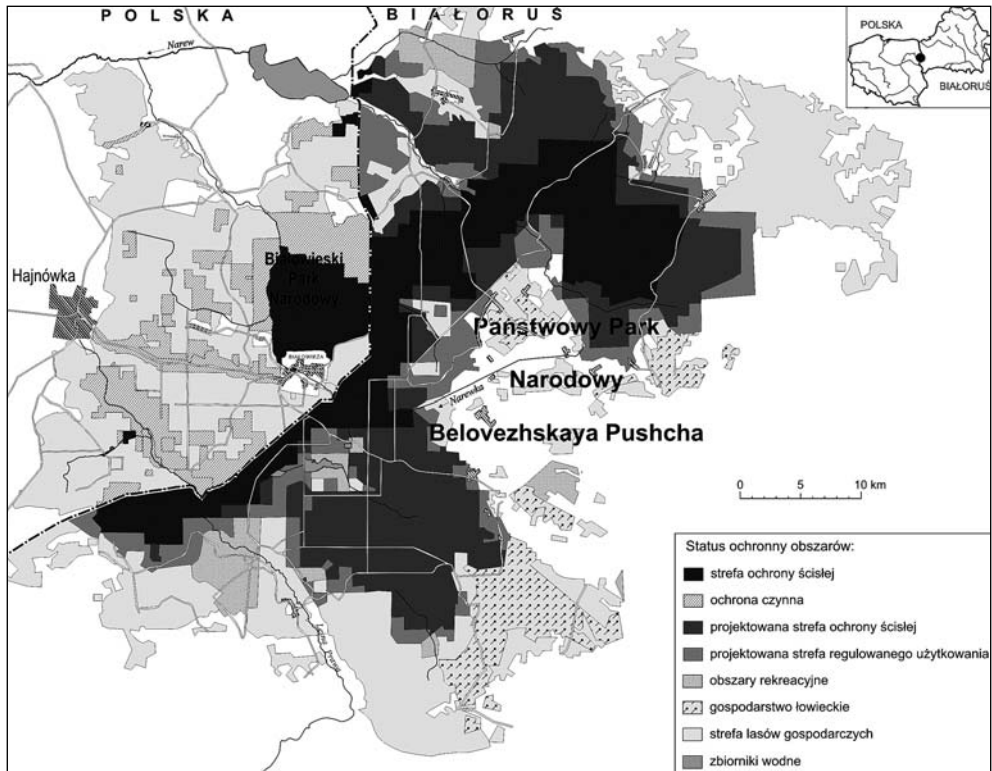 POLSKA
BIAŁORUŚ
Narew
POLSKA
BIAŁORUŚ
Białowieski
Park
Narodowy
Hajnówka
BIAŁOWIEŻA
Państwowy Park
Narodowy
Narewka
Belovezhskaya Pushcha
0 5 10 km
Status ochronny obszarów:
strefa ochrony ścisłej
ochrona czynna
projektowana strefa ochrony ścisłej
projektowana strefa regulowanego użytkowania
obszary rekreacyjne
gospodarstwo łowieckie
strefa lasów gospodarczych
zbiorniki wodne
Leśna Prawa